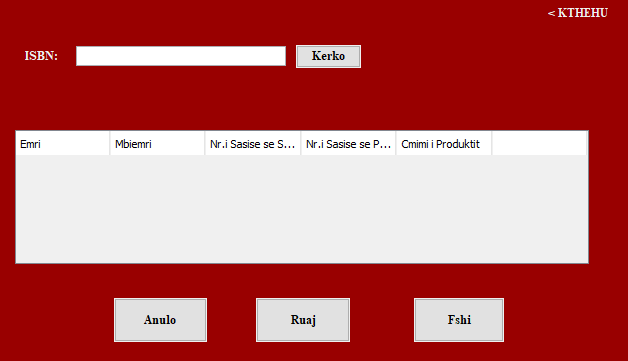 < KTHEHU
ISBN: Kerko
Emri Mbiemri Nr.i Sasise se S... Nr.i Sasise se P... Cmimi i Produktit
Anulo Ruaj Fshi